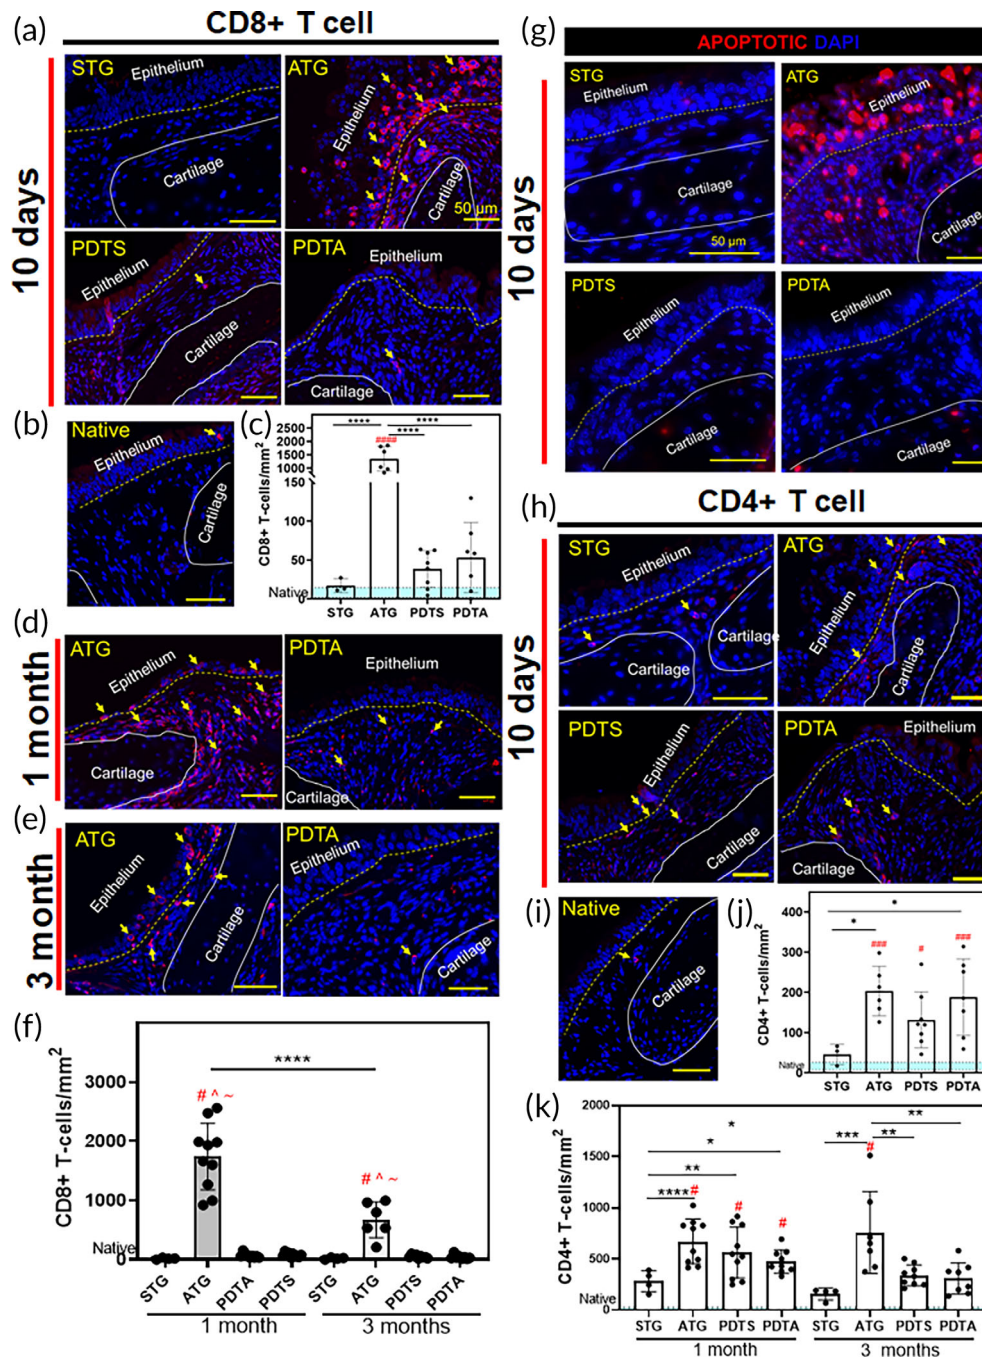 (a)
CD8+ T cell
10 days
STG
Epithelium
Cartilage
ATG
Epithelium
Cartilage
50 µm
PDTS
Epithelium
Cartilage
PDTA
Epithelium
Cartilage
(b)
Native
Epithelium
Cartilage
(c)
CD8+ T-cells/mm²
2500
2000
1500
1000
150
100
50
0
Native
****
****
****
####
STG
ATG
PDTS
PDTA
(d)
1 month
ATG
Epithelium
Cartilage
PDTA
Epithelium
Cartilage
(e)
3 month
ATG
Epithelium
Cartilage
PDTA
Epithelium
Cartilage
(f)
CD8+ T-cells/mm²
3000
2000
1000
0
Native
****
# ^ ~
# ^ ~
STG
ATG
PDTA
PDTS
STG
ATG
PDTS
PDTA
1 month
3 months
(g)
APOPTOTIC DAPI
10 days
STG
Epithelium
Cartilage
50 µm
ATG
Epithelium
Cartilage
PDTS
Epithelium
Cartilage
PDTA
Epithelium
Cartilage
(h)
CD4+ T cell
10 days
STG
Epithelium
Cartilage
Cartilage
ATG
Epithelium
Cartilage
PDTS
Epithelium
Cartilage
PDTA
Epithelium
Cartilage
(i)
Native
Cartilage
(j)
CD4+ T-cells/mm²
400
300
200
100
0
Native
*
*
###
#
###
STG
ATG
PDTS
PDTA
(k)
CD4+ T-cells/mm²
2000
1500
1000
500
0
Native
*
*
**
****
#
#
#
**
***
**
#
STG
ATG
PDTS
PDTA
STG
ATG
PDTS
PDTA
1 month
3 months